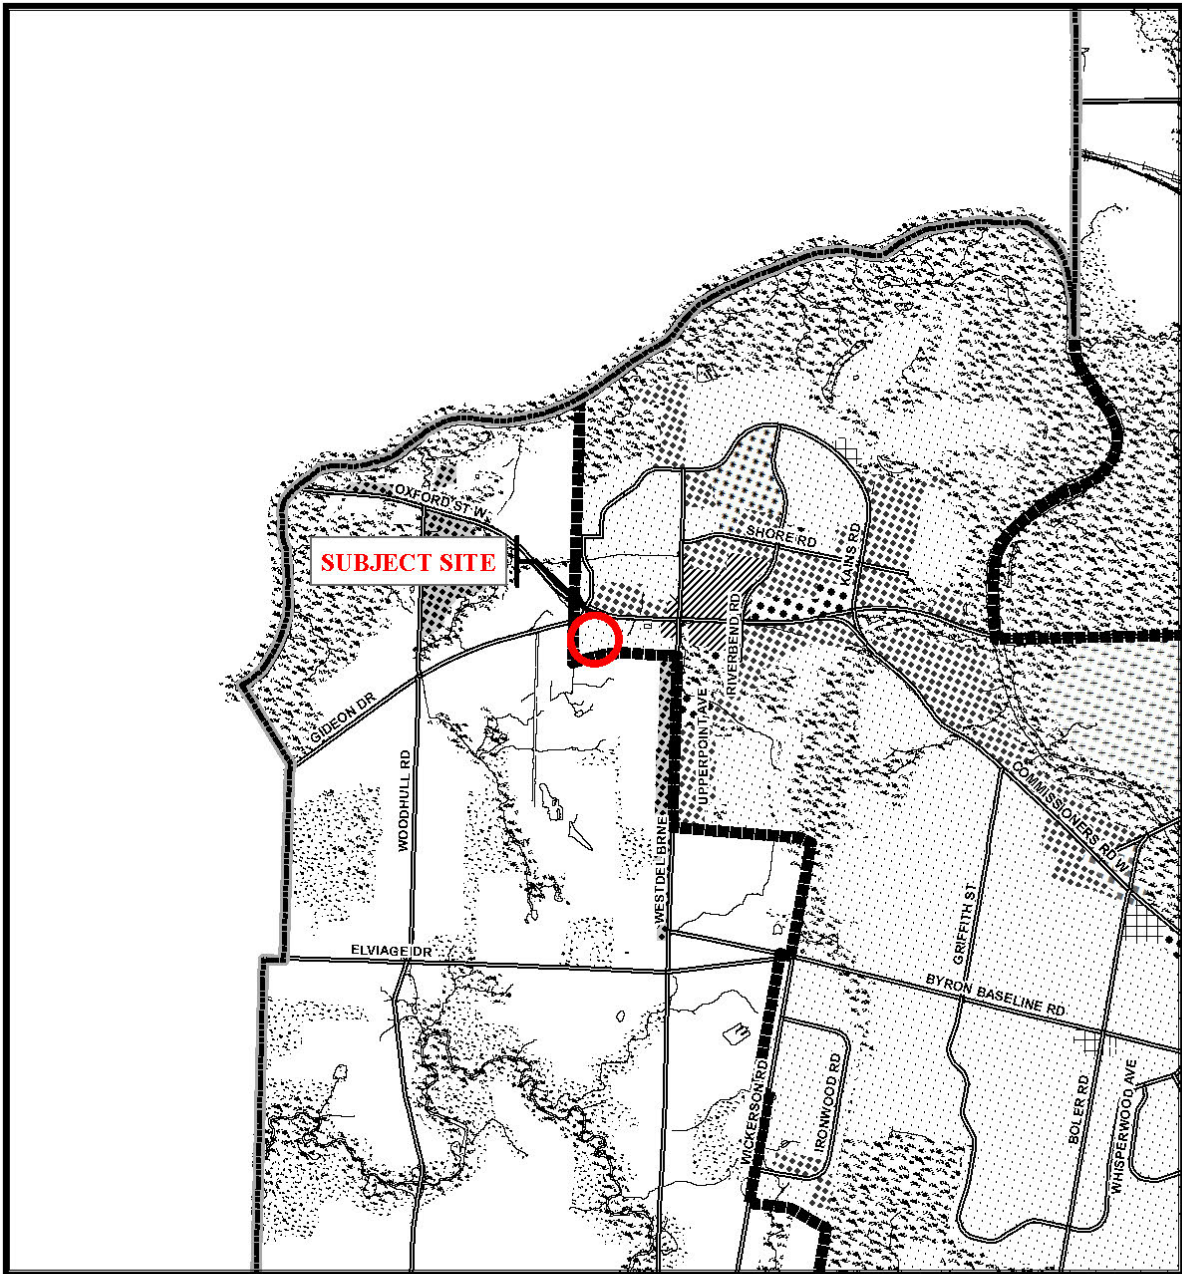 OXFORD ST W
SUBJECT SITE
SHORE RD
KAINS RD
RIVERBEND RD
GIDEON DR
UPPERPOINT AVE
WOODHULL RD
COMMISSIONERS RD W
WESTDEL BRNE
GRIFFITH ST
ELVIAGE DR
BYRON BASELINE RD
WICKERSON RD
IRONWOOD RD
BOLER RD
WHISPERWOOD AVE